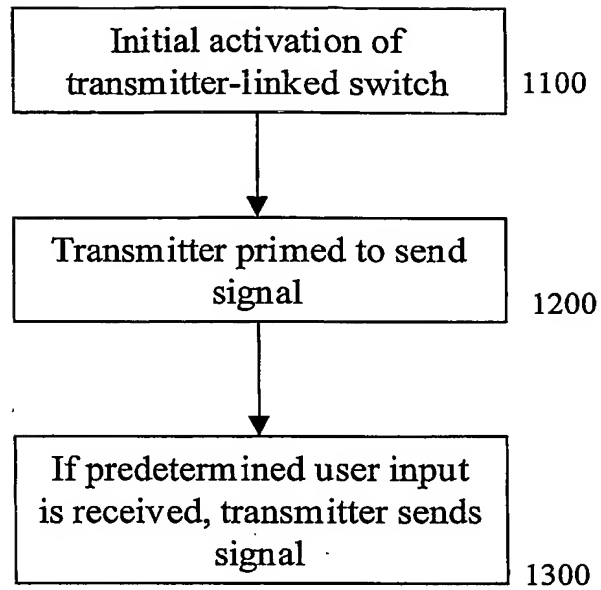 Initial activation of
transmitter-linked switch
1100
Transmitter primed to send
signal
1200
If predetermined user input
is received, transmitter sends
signal
1300